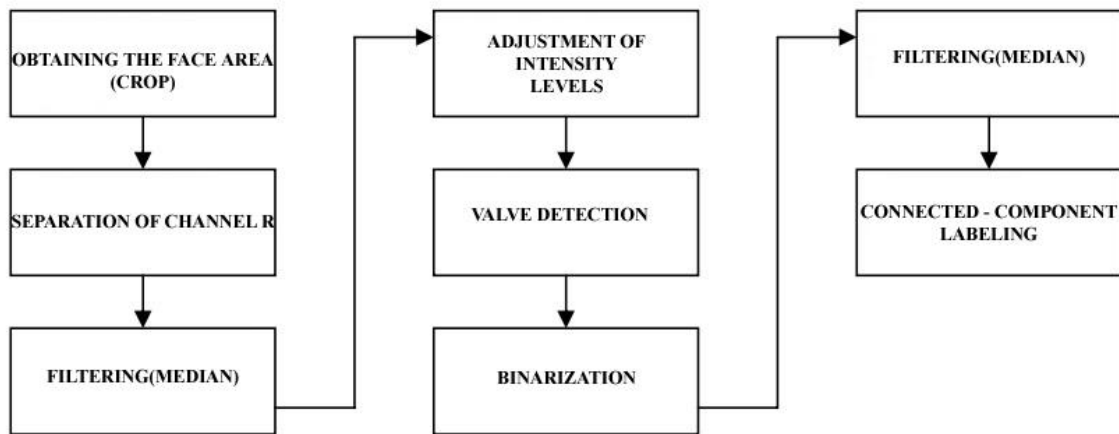 OBTAINING THE FACE AREA
(CROP)
SEPARATION OF CHANNEL R
FILTERING(MEDIAN)
ADJUSTMENT OF
INTENSITY
LEVELS
VALVE DETECTION
BINARIZATION
FILTERING(MEDIAN)
CONNECTED - COMPONENT
LABELING